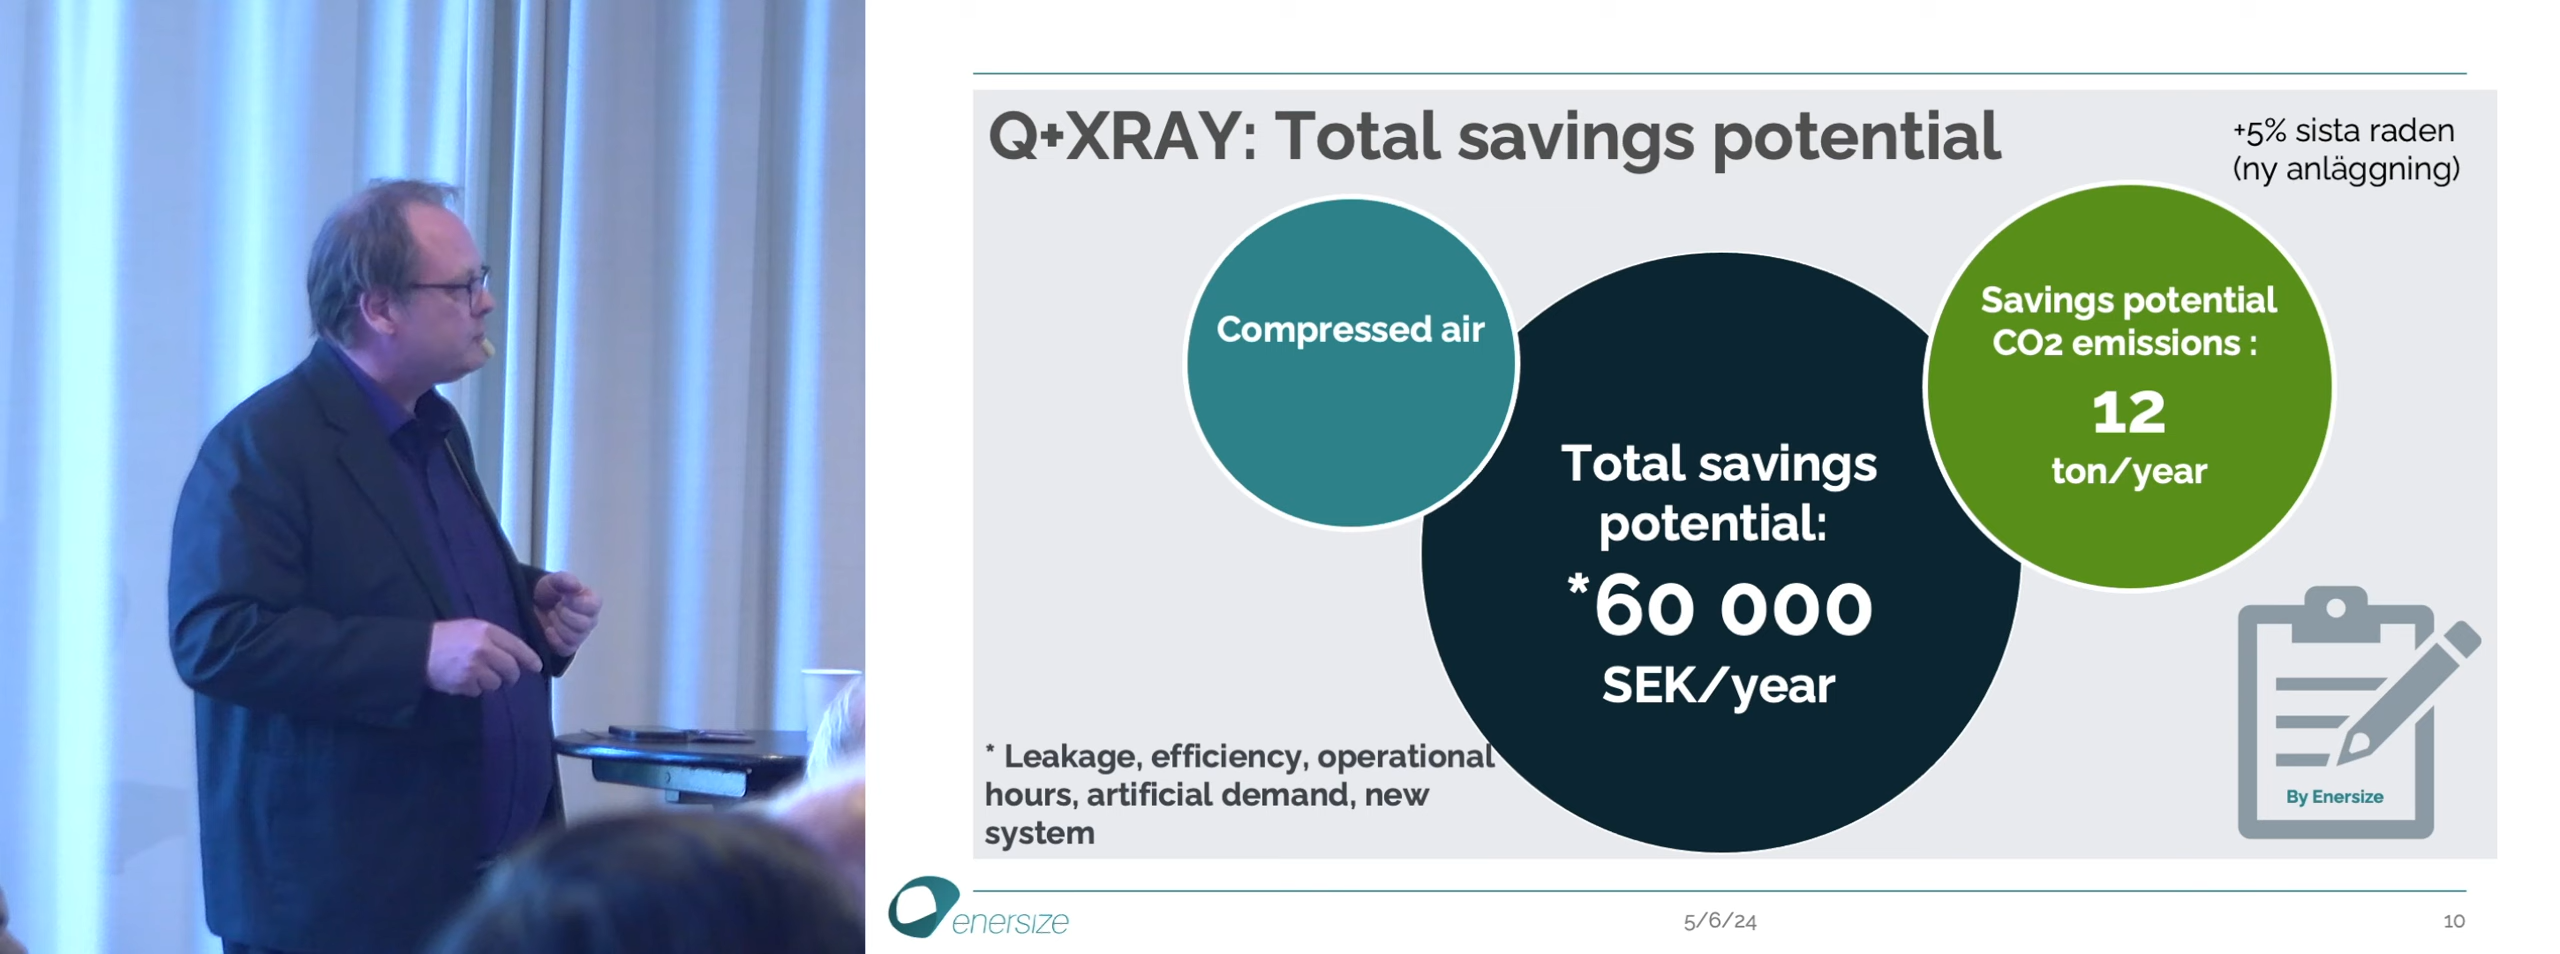 Q+XRAY: Total savings potential
+5% sista raden
(ny anläggning)
Compressed air
Savings potential
CO2 emissions :
12
ton/year
Total savings
potential:
*60 000
SEK/year
* Leakage, efficiency, operational
hours, artificial demand, new
system
By Enersize
enersize
5/6/24
10